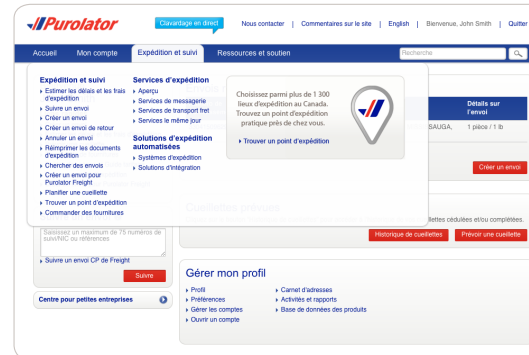 Purolator
Clavardage en direct
Nous contacter | Commentaires sur le site | English | Bienvenue, John Smith | Quitter
Accueil Mon compte Expédition et suivi Ressources et soutien
Recherche
Expédition et suivi
Estimer les délais et les frais
d'expédition
Suivre un envoi
Créer un envoi
Créer un envoi de retour
Annuler un envoi
Réimprimer les documents
d'expédition
Chercher des envois
Créer un envoi pour
Purolator Freight
Planifier une cueillette
Trouver un point d'expédition
Commander des fournitures
Services d'expédition
Aperçu
Services de messagerie
Services de transport fret
Services le même jour
Solutions d'expédition
automatisées
Systèmes d'expédition
Solutions d'intégration
Choisissez parmi plus de 1 300
lieux d'expédition au Canada.
Trouvez un point d'expédition
pratique près de chez vous.
Trouver un point d'expédition
Détails sur
l'envoi
SAUGA, 1 pièce / 1 lb
Créer un envoi
Cueillettes prévues
llettes cédulées et/ou complétées.
Historique de cueillettes Prévoir une cueillette
Saisissez un maximum de 75 numéros de
suivi/NIC ou références
Suivre un envoi CP de Freight
Suivre
Centre pour petites entreprises
Gérer mon profil
Profil
Préférences
Gérer les comptes
Ouvrir un compte
Carnet d'adresses
Activités et rapports
Base de données des produits